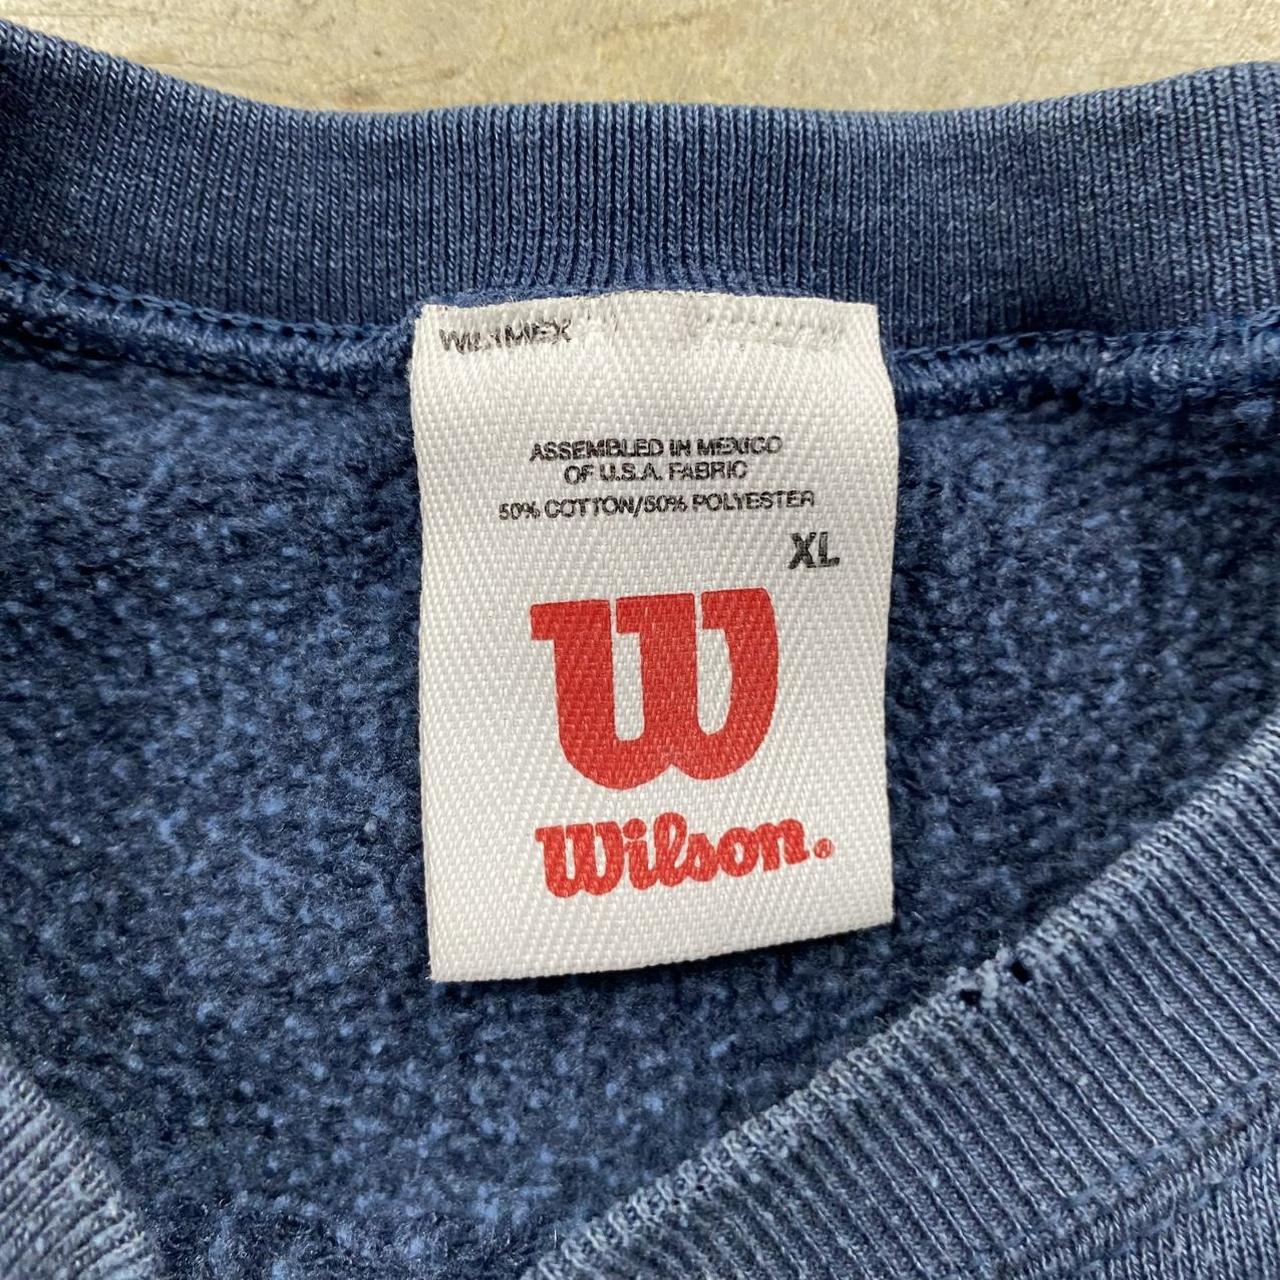 ASSEMBLED IN MEXICO
OF U.S.A. FABRIC
50% COTTON/50% POLYESTER
XL
W
Wilson.